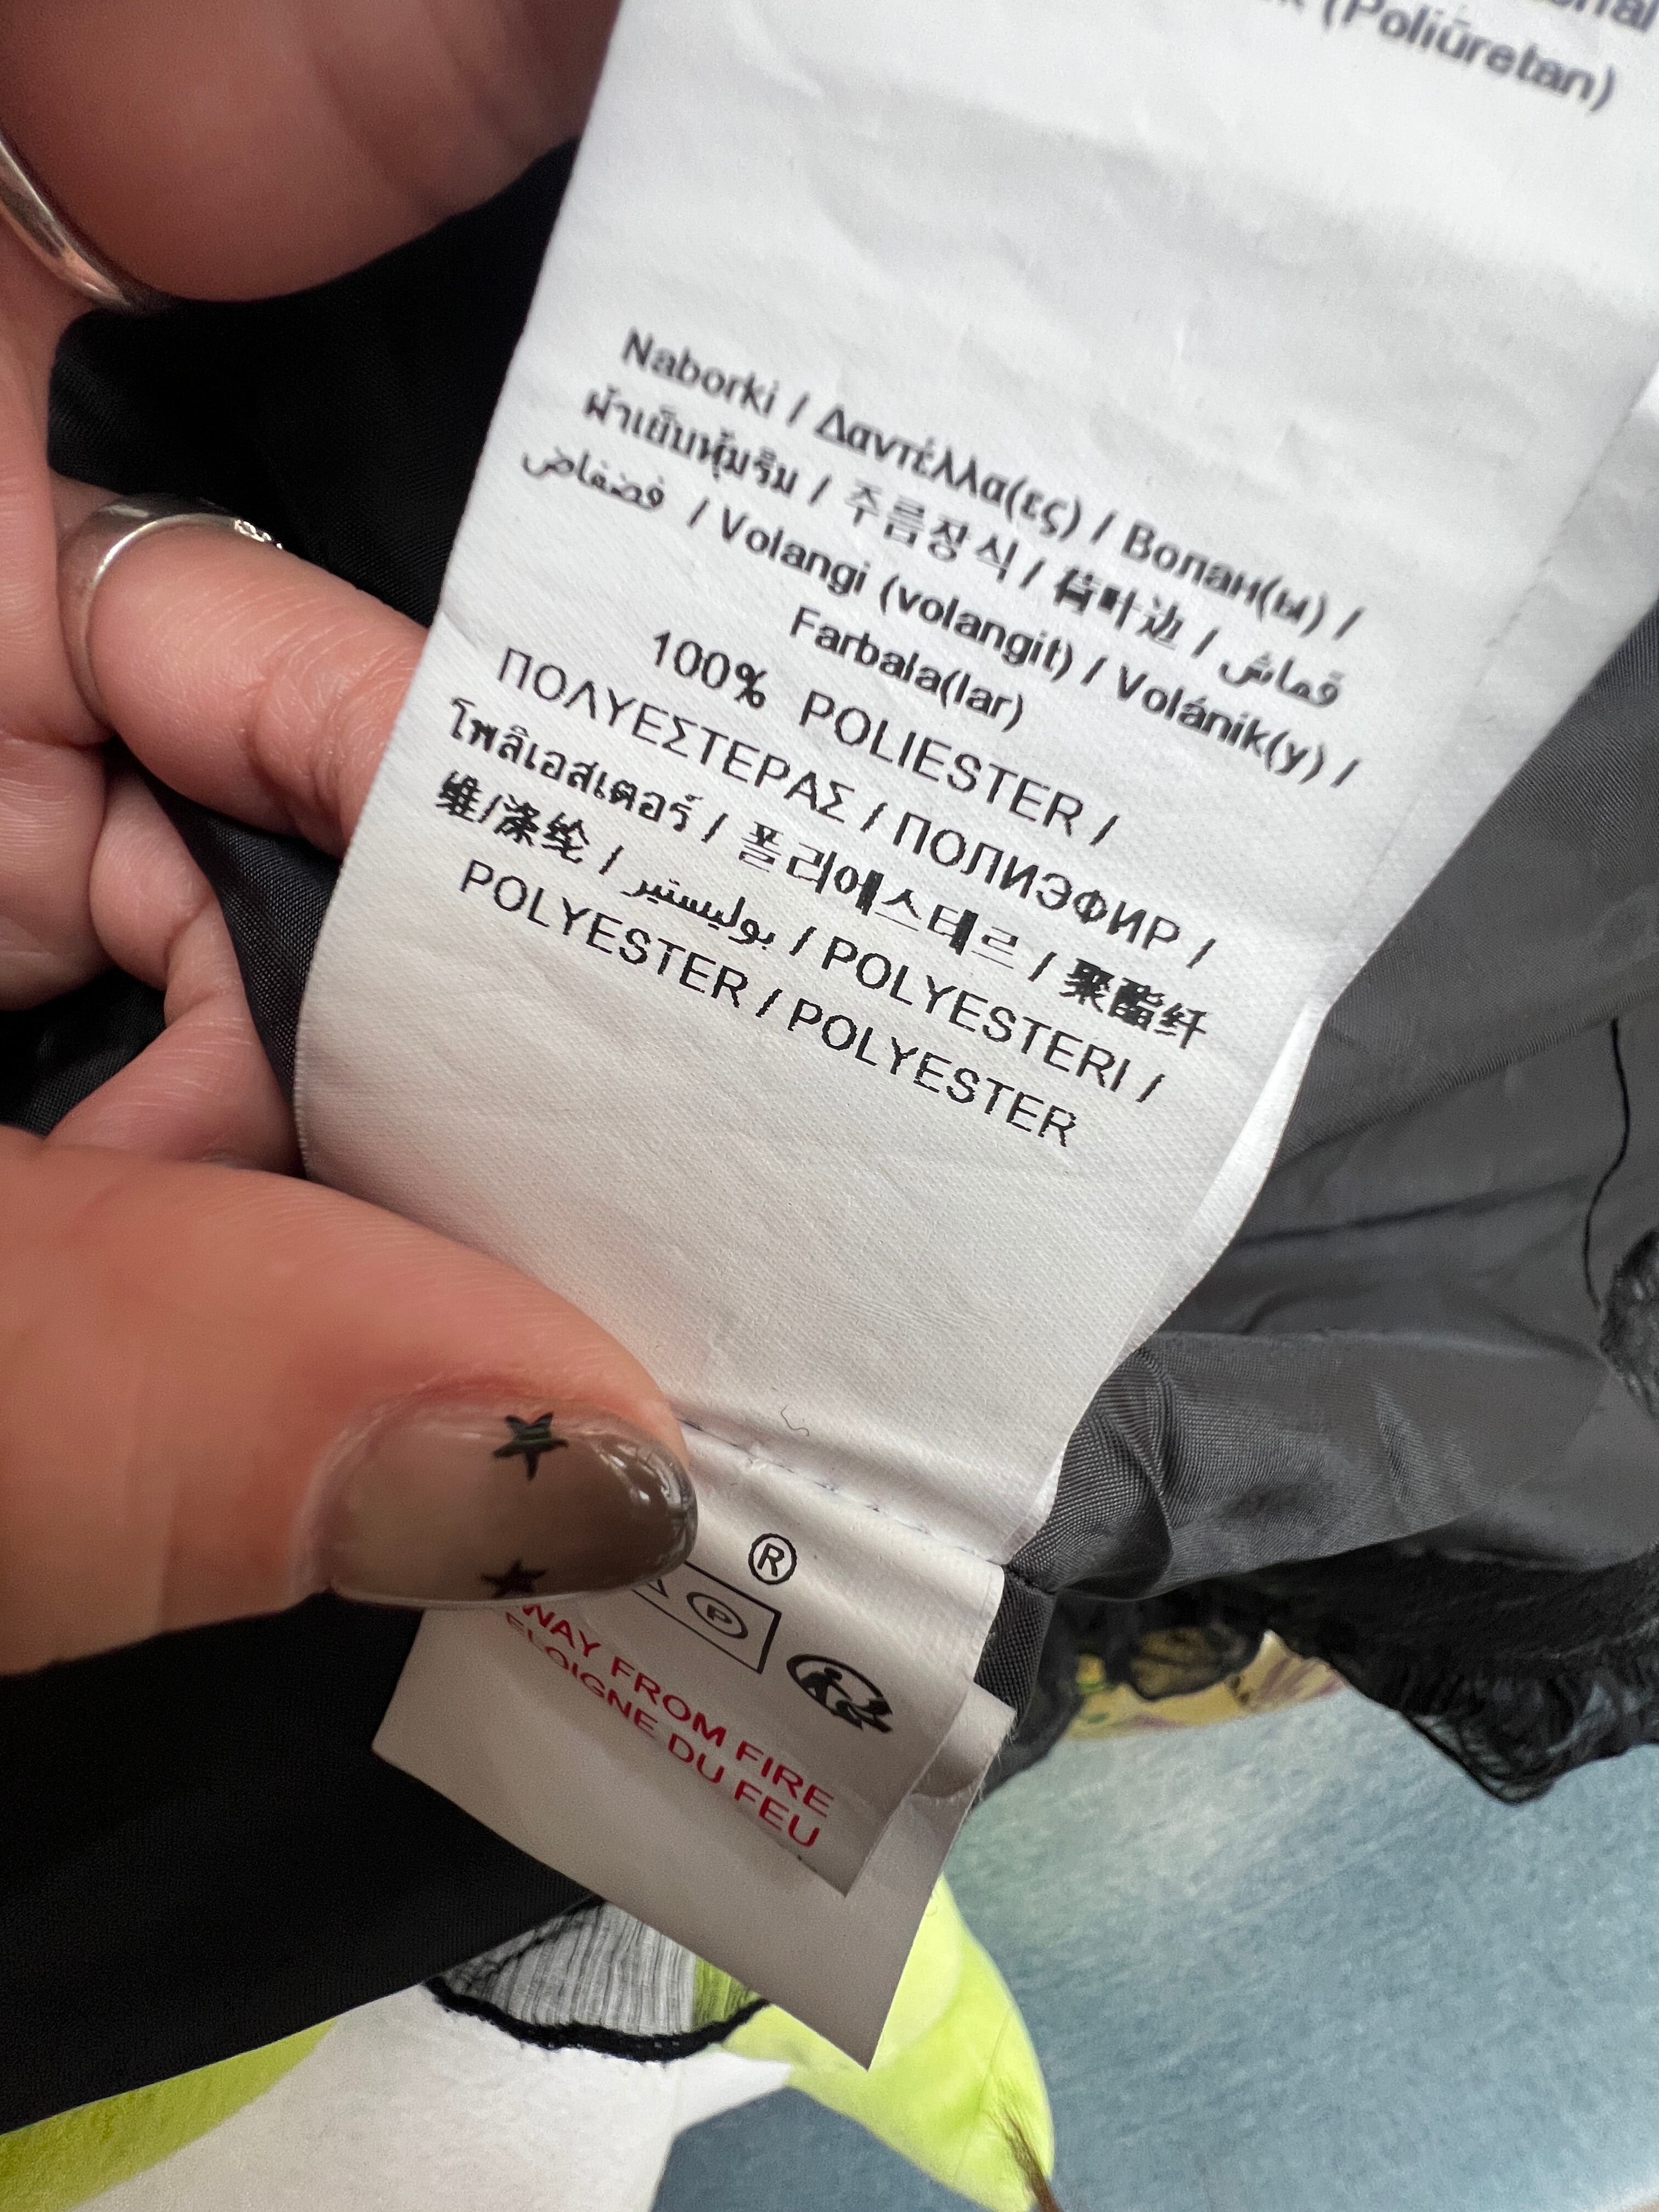 (Poliüretan)
Naborki / Δαντέλλα(ες) / Волан(ы) /
ผ้าเย็บหุ้มริม / 주름장식 / 荷叶边 / قماش
فضفاض / Volangi (volangit) / Volánik(y) /
Farbala(lar)
100% POLIESTER /
ΠΟΛΥΕΣΤΕΡΑΣ / ПОЛИЭФИР /
โพลิเอสเตอร์ / 폴리에스테르 / 聚酯纤
维/涤纶 / بوليستير / POLYESTERI /
POLYESTER / POLYESTER
®
P
WAY FROM FIRE
ELOIGNE DU FEU